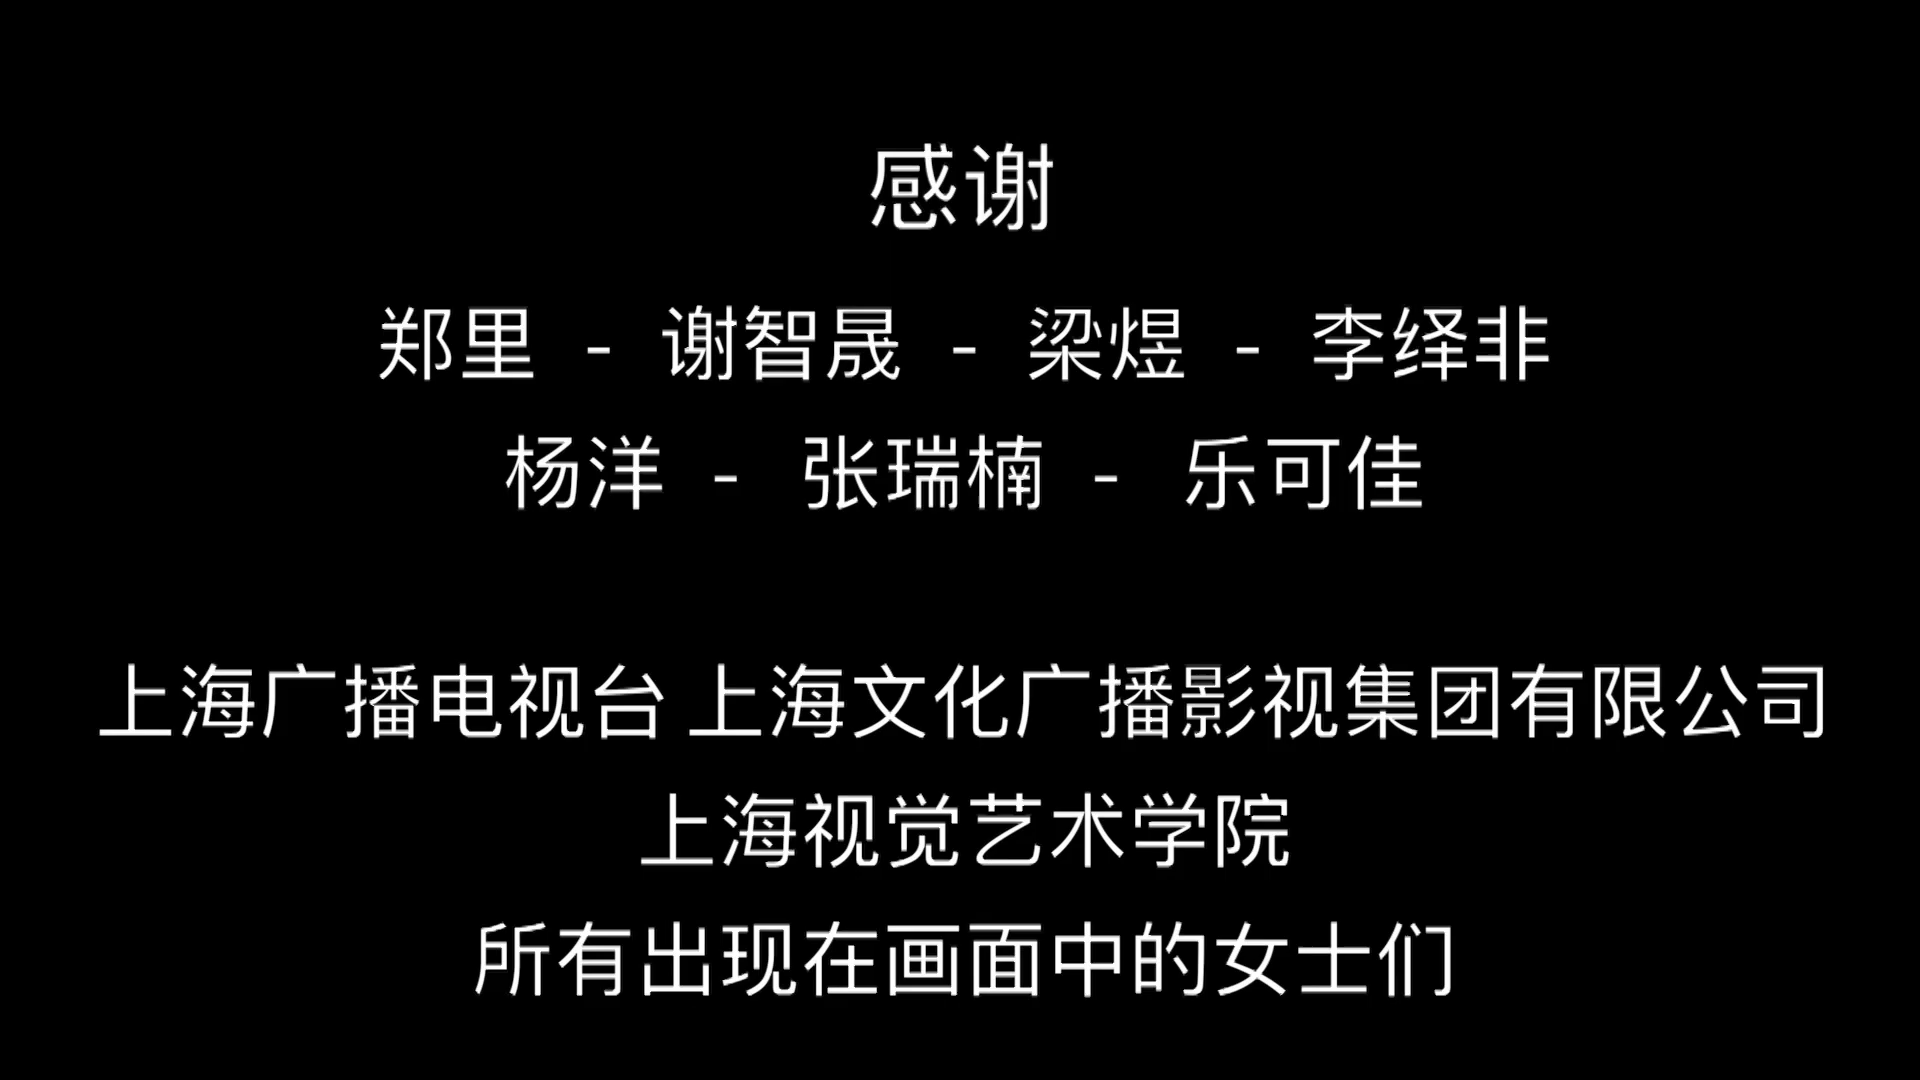 感谢
郑里 - 谢智晟 - 梁煜 - 李绎非
杨洋 - 张瑞楠 - 乐可佳
上海广播电视台 上海文化广播影视集团有限公司
上海视觉艺术学院
所有出现在画面中的女士们